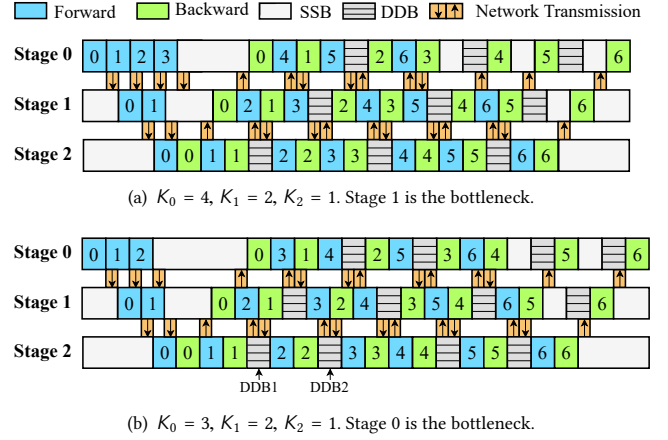 Forward Backward SSB DDB Network Transmission
Stage 0 0 1 2 3 0 4 1 5 2 6 3 4 5 6
Stage 1 0 1 0 2 1 3 2 4 3 5 4 6 5 6
Stage 2 0 0 1 1 2 2 3 3 4 4 5 5 6 6
(a) K₀ = 4, K₁ = 2, K₂ = 1. Stage 1 is the bottleneck.
Stage 0 0 1 2 0 3 1 4 2 5 3 6 4 5 6
Stage 1 0 1 0 2 1 3 2 4 3 5 4 6 5 6
Stage 2 0 0 1 1 2 2 3 3 4 4 5 5 6 6
DDB1 DDB2
(b) K₀ = 3, K₁ = 2, K₂ = 1. Stage 0 is the bottleneck.